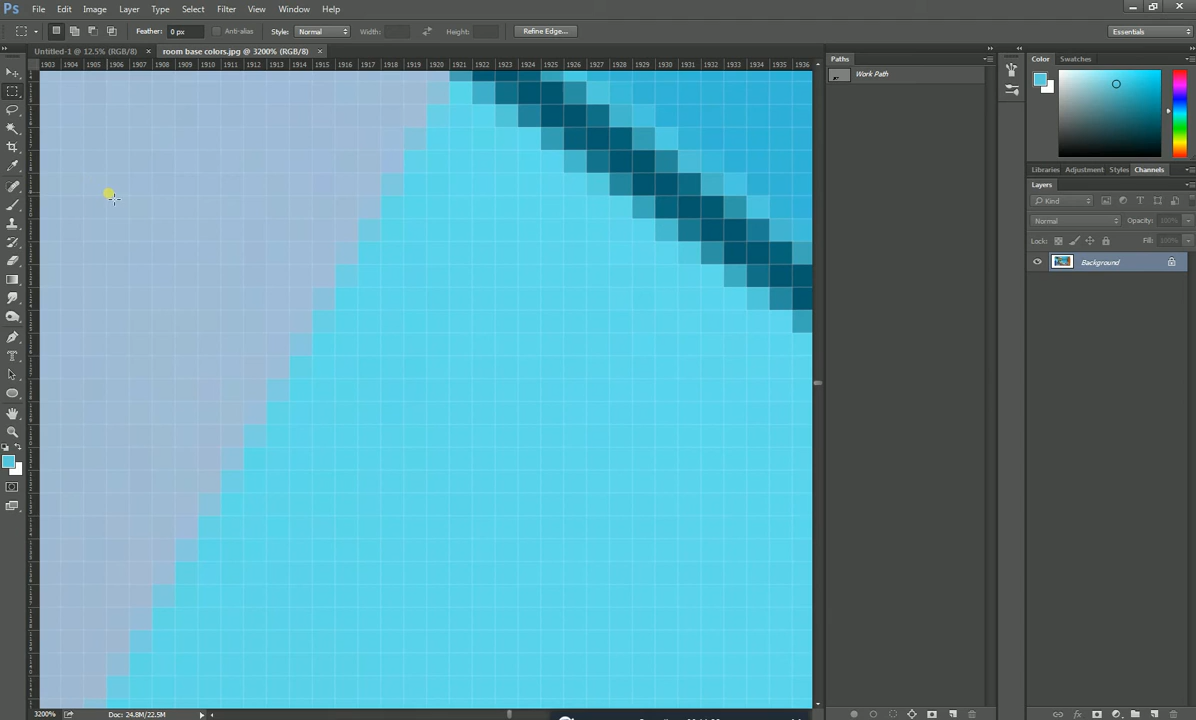 Ps File Edit Image Layer Type Select Filter View Window Help
Feather: 0 px Anti-alias Style: Normal Width: Height: Refine Edge... Essentials
Untitled-1 @ 12.5% (RGB/8) × room base colors.jpg @ 3200% (RGB/8) ×
1903 1904 1905 1906 1907 1908 1909 1910 1911 1912 1913 1914 1915 1916 1917 1918 1919 1920 1921 1922 1923 1924 1925 1926 1927 1928 1929 1930 1931 1932 1933 1934 1935 1936
Paths
Work Path
Color Swatches
Libraries Adjustment Styles Channels
Layers
Kind
Normal Opacity: 100%
Lock: Fill: 100%
Background
3200% Doc: 24.8M/22.5M